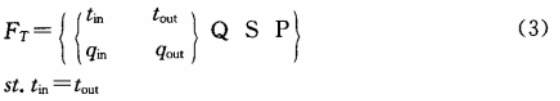 F_T = { { t_in t_out
q_in q_out } Q S P } (3)
st. t_in = t_out